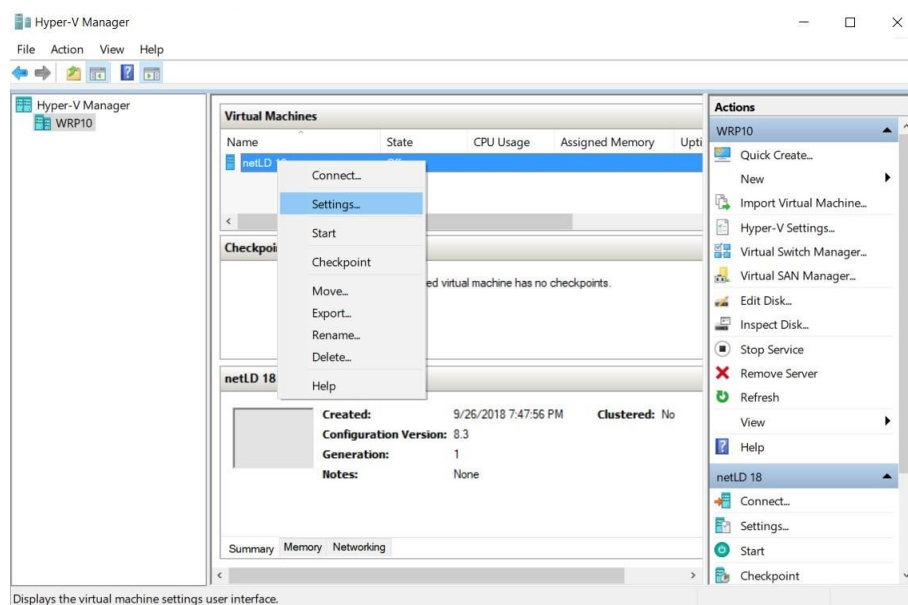 Hyper-V Manager
File Action View Help
Hyper-V Manager
WRP10
Virtual Machines
Name State CPU Usage Assigned Memory Upti
netLD
Connect...
Settings...
Start
Checkpoint
Move...
Export...
Rename...
Delete...
Help
Checkpoi
ed virtual machine has no checkpoints.
netLD 18
Created: 9/26/2018 7:47:56 PM Clustered: No
Configuration Version: 8.3
Generation: 1
Notes: None
Summary Memory Networking
Actions
WRP10
Quick Create...
New
Import Virtual Machine...
Hyper-V Settings...
Virtual Switch Manager...
Virtual SAN Manager...
Edit Disk...
Inspect Disk...
Stop Service
Remove Server
Refresh
View
Help
netLD 18
Connect...
Settings...
Start
Checkpoint
Displays the virtual machine settings user interface.